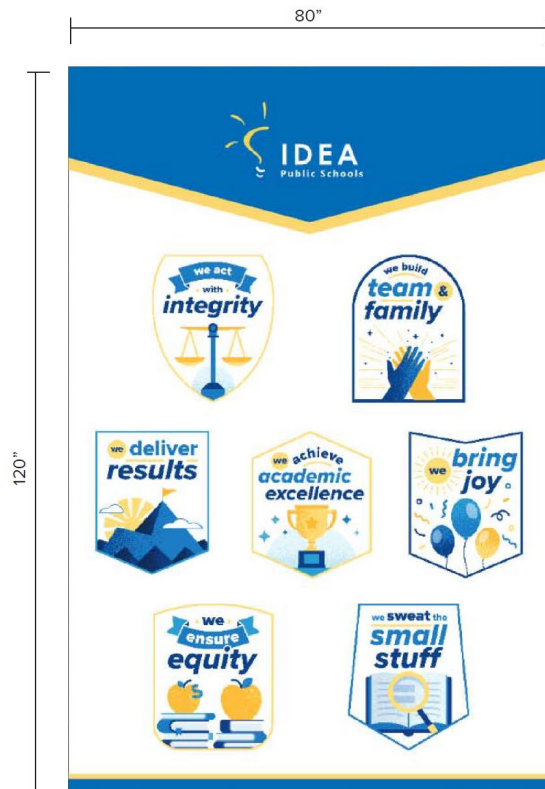 80”
120”
IDEA
Public Schools
we act
with
integrity
we build
team &
family
we deliver
results
we achieve
academic
excellence
we bring
joy
we
ensure
equity
$
we sweat the
small
stuff